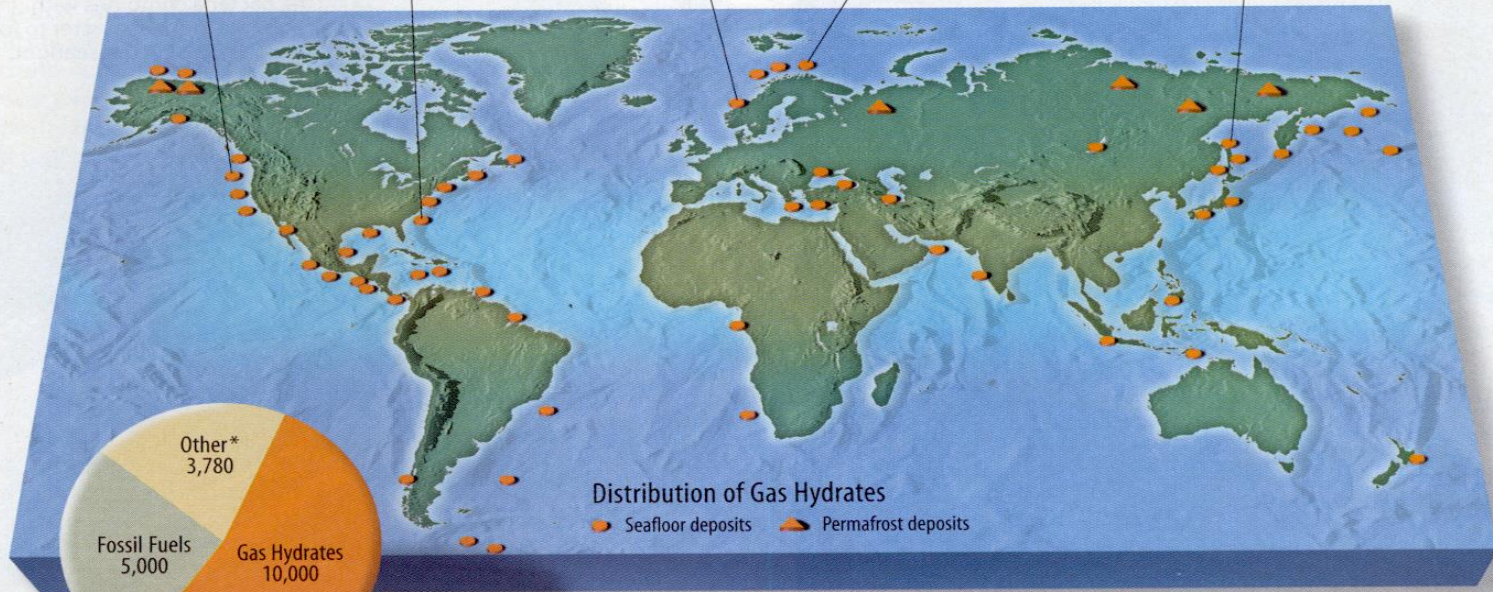 Distribution of Gas Hydrates
Seafloor deposits
Permafrost deposits
Other*
3,780
Fossil Fuels
5,000
Gas Hydrates
10,000